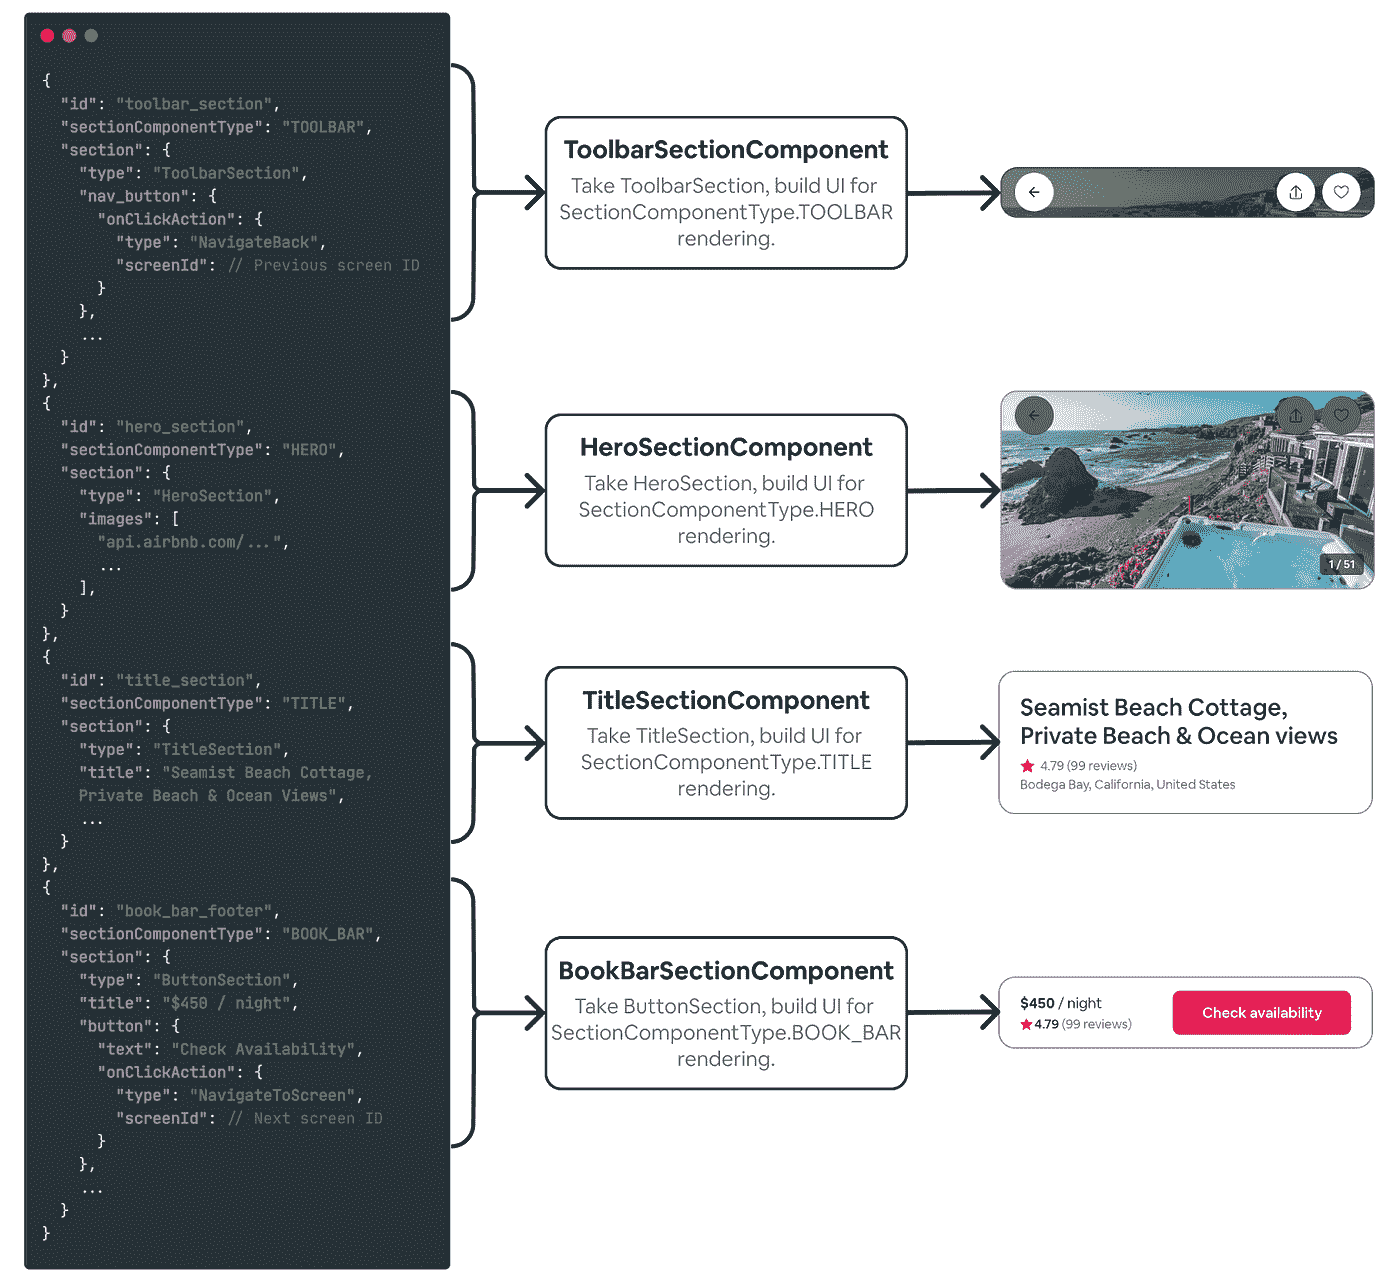 {
"id": "toolbar_section",
"sectionComponentType": "TOOLBAR",
"section": {
"type": "ToolbarSection",
"nav_button": {
"onClickAction": {
"type": "NavigateBack",
"screenId": // Previous screen ID
}
},
...
}
},
{
"id": "hero_section",
"sectionComponentType": "HERO",
"section": {
"type": "HeroSection",
"images": [
"api.airbnb.com/...",
...
],
}
},
{
"id": "title_section",
"sectionComponentType": "TITLE",
"section": {
"type": "TitleSection",
"title": "Seamist Beach Cottage,
Private Beach & Ocean Views",
...
}
},
{
"id": "book_bar_footer",
"sectionComponentType": "BOOK_BAR",
"section": {
"type": "ButtonSection",
"title": "$450 / night",
"button": {
"text": "Check Availability",
"onClickAction": {
"type": "NavigateToScreen",
"screenId": // Next screen ID
}
},
...
}
}
ToolbarSectionComponent
Take ToolbarSection, build UI for
SectionComponentType.TOOLBAR
rendering.
HeroSectionComponent
Take HeroSection, build UI for
SectionComponentType.HERO
rendering.
1 / 51
TitleSectionComponent
Take TitleSection, build UI for
SectionComponentType.TITLE
rendering.
Seamist Beach Cottage,
Private Beach & Ocean views
4.79 (99 reviews)
Bodega Bay, California, United States
BookBarSectionComponent
Take ButtonSection, build UI for
SectionComponentType.BOOK_BAR
rendering.
$450 / night
4.79 (99 reviews)
Check availability